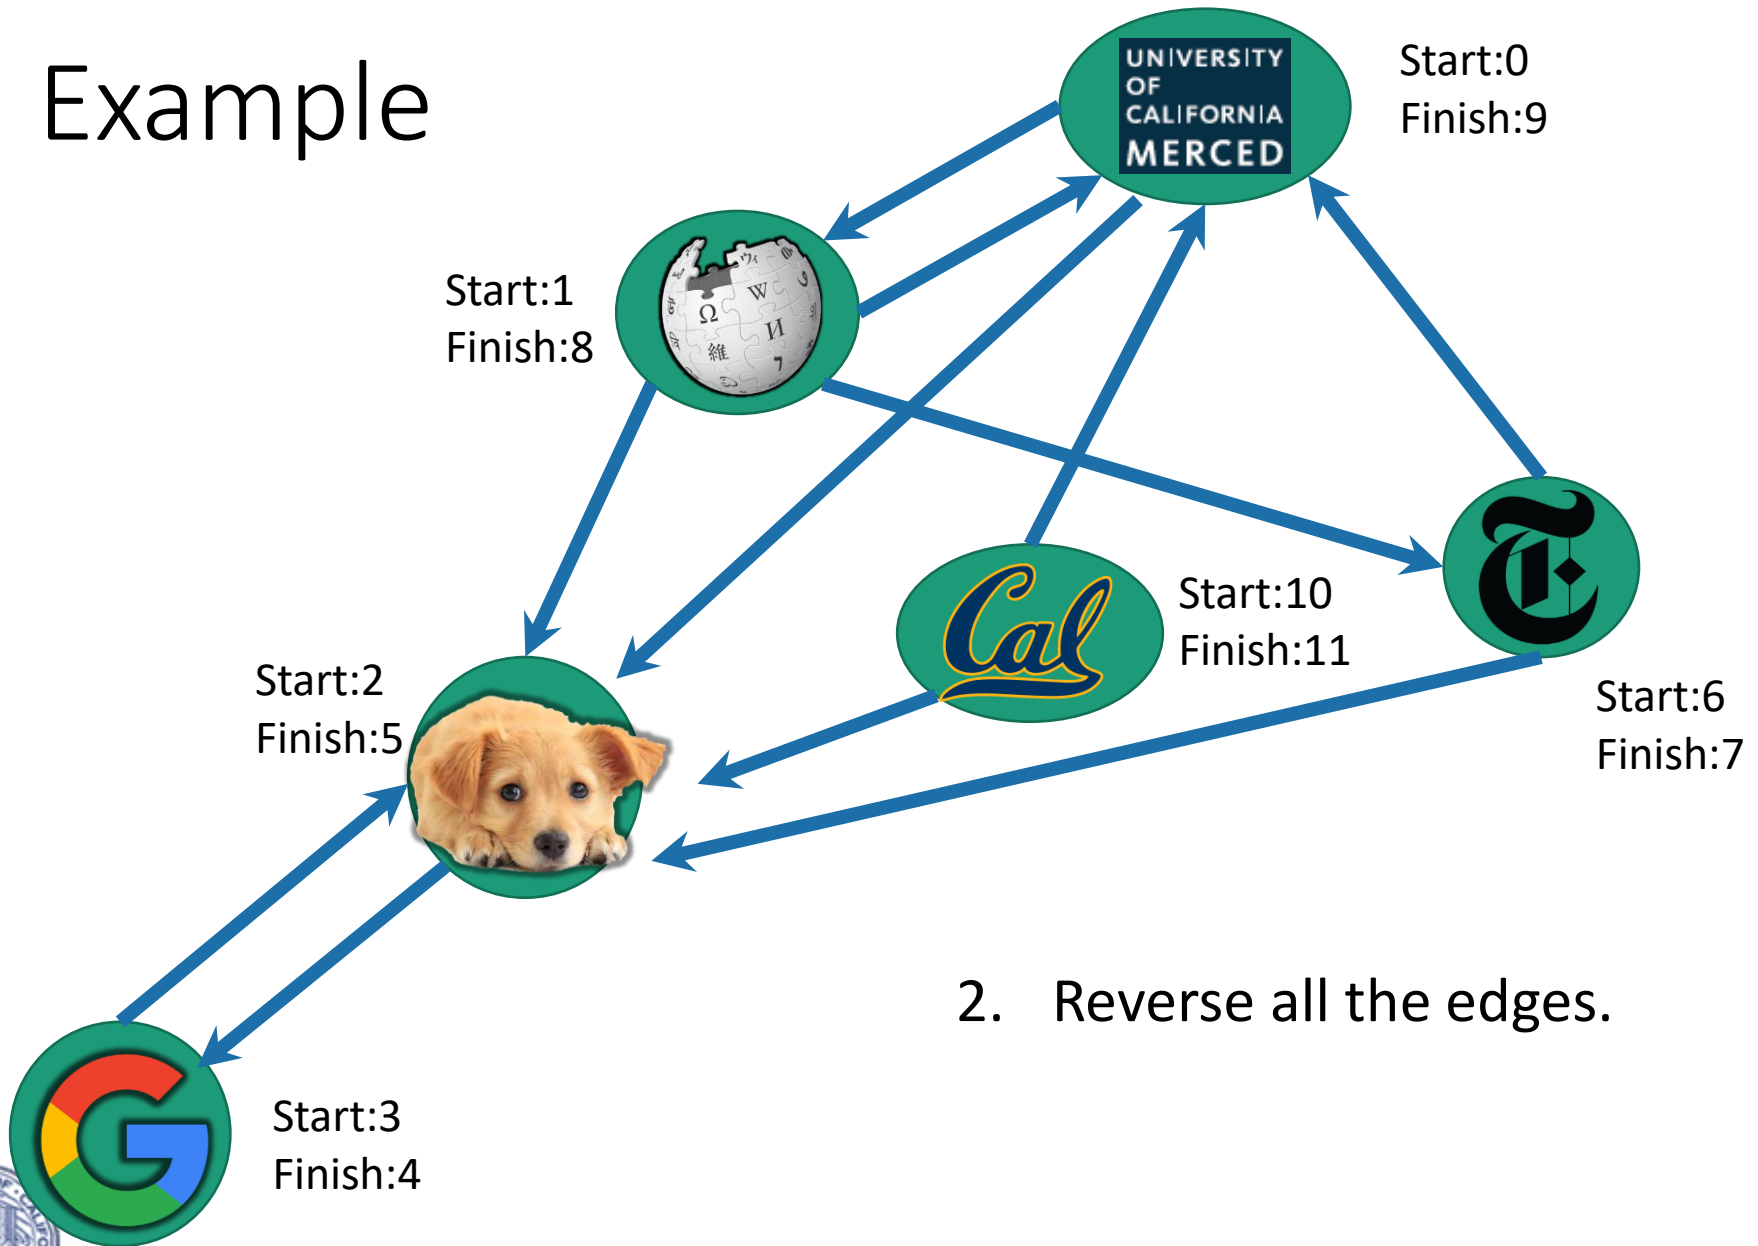 Example
UNIVERSITY
OF
CALIFORNIA
MERCED
Start:0
Finish:9
Start:1
Finish:8
Ω
W
И
維
Cal
Start:10
Finish:11
T
Start:6
Finish:7
Start:2
Finish:5
2. Reverse all the edges.
G
Start:3
Finish:4